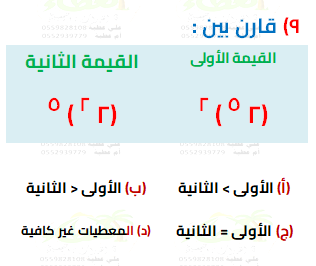 ٩) قارن بين :
القيمة الأولى القيمة الثانية
(٢ ٥) ٢ (٢ ٢) ٥
(أ) الأولى < الثانية (ب) الأولى > الثانية
(ج) الأولى = الثانية (د) المعطيات غير كافية